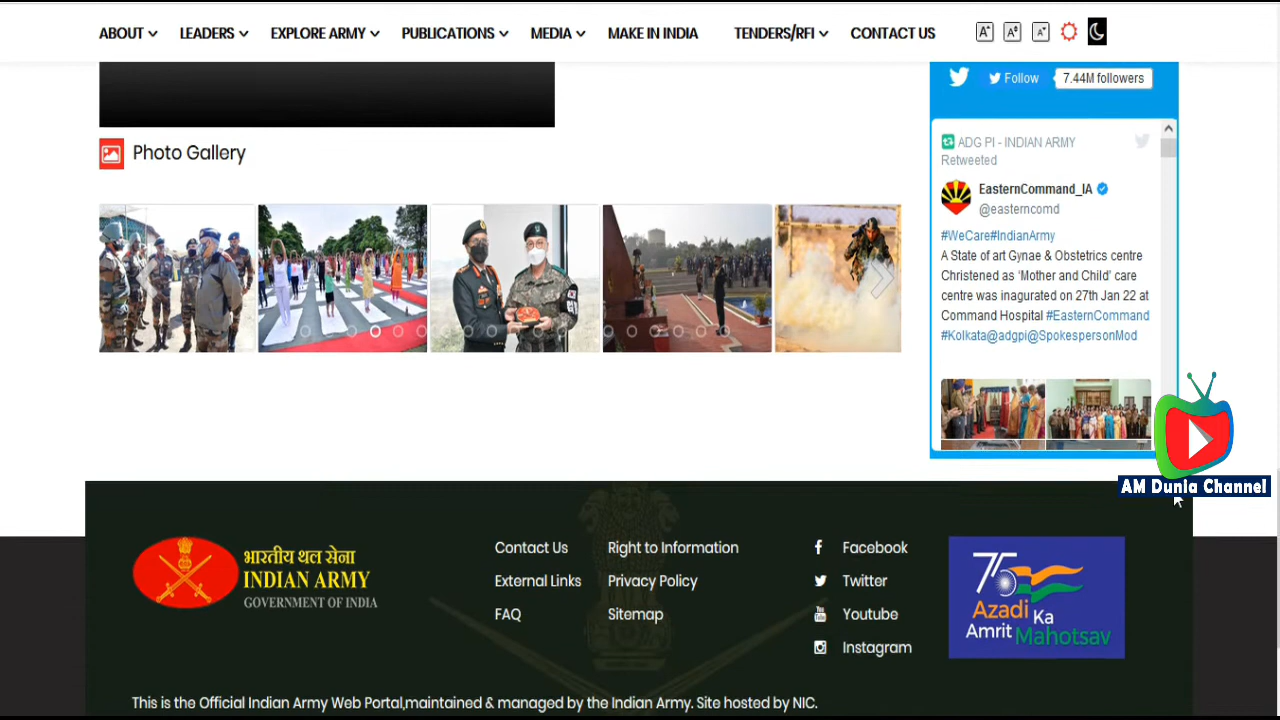 ABOUT LEADERS EXPLORE ARMY PUBLICATIONS MEDIA MAKE IN INDIA TENDERS/RFI CONTACT US A+ A± A+
Follow 7.44M followers
Photo Gallery
ADG PI - INDIAN ARMY
Retweeted
EasternCommand_IA
@easterncomd
#WeCare#IndianArmy
A State of art Gynae & Obstetrics centre
Christened as 'Mother and Child' care
centre was inagurated on 27th Jan 22 at
Command Hospital #EasternCommand
#Kolkata@adgpi@SpokespersonMod
AM Dunia Channel
भारतीय थल सेना
INDIAN ARMY
GOVERNMENT OF INDIA
Contact Us
External Links
FAQ
Right to Information
Privacy Policy
Sitemap
Facebook
Twitter
Youtube
Instagram
75
Azadi Ka
Amrit Mahotsav
This is the Official Indian Army Web Portal,maintained & managed by the Indian Army. Site hosted by NIC.